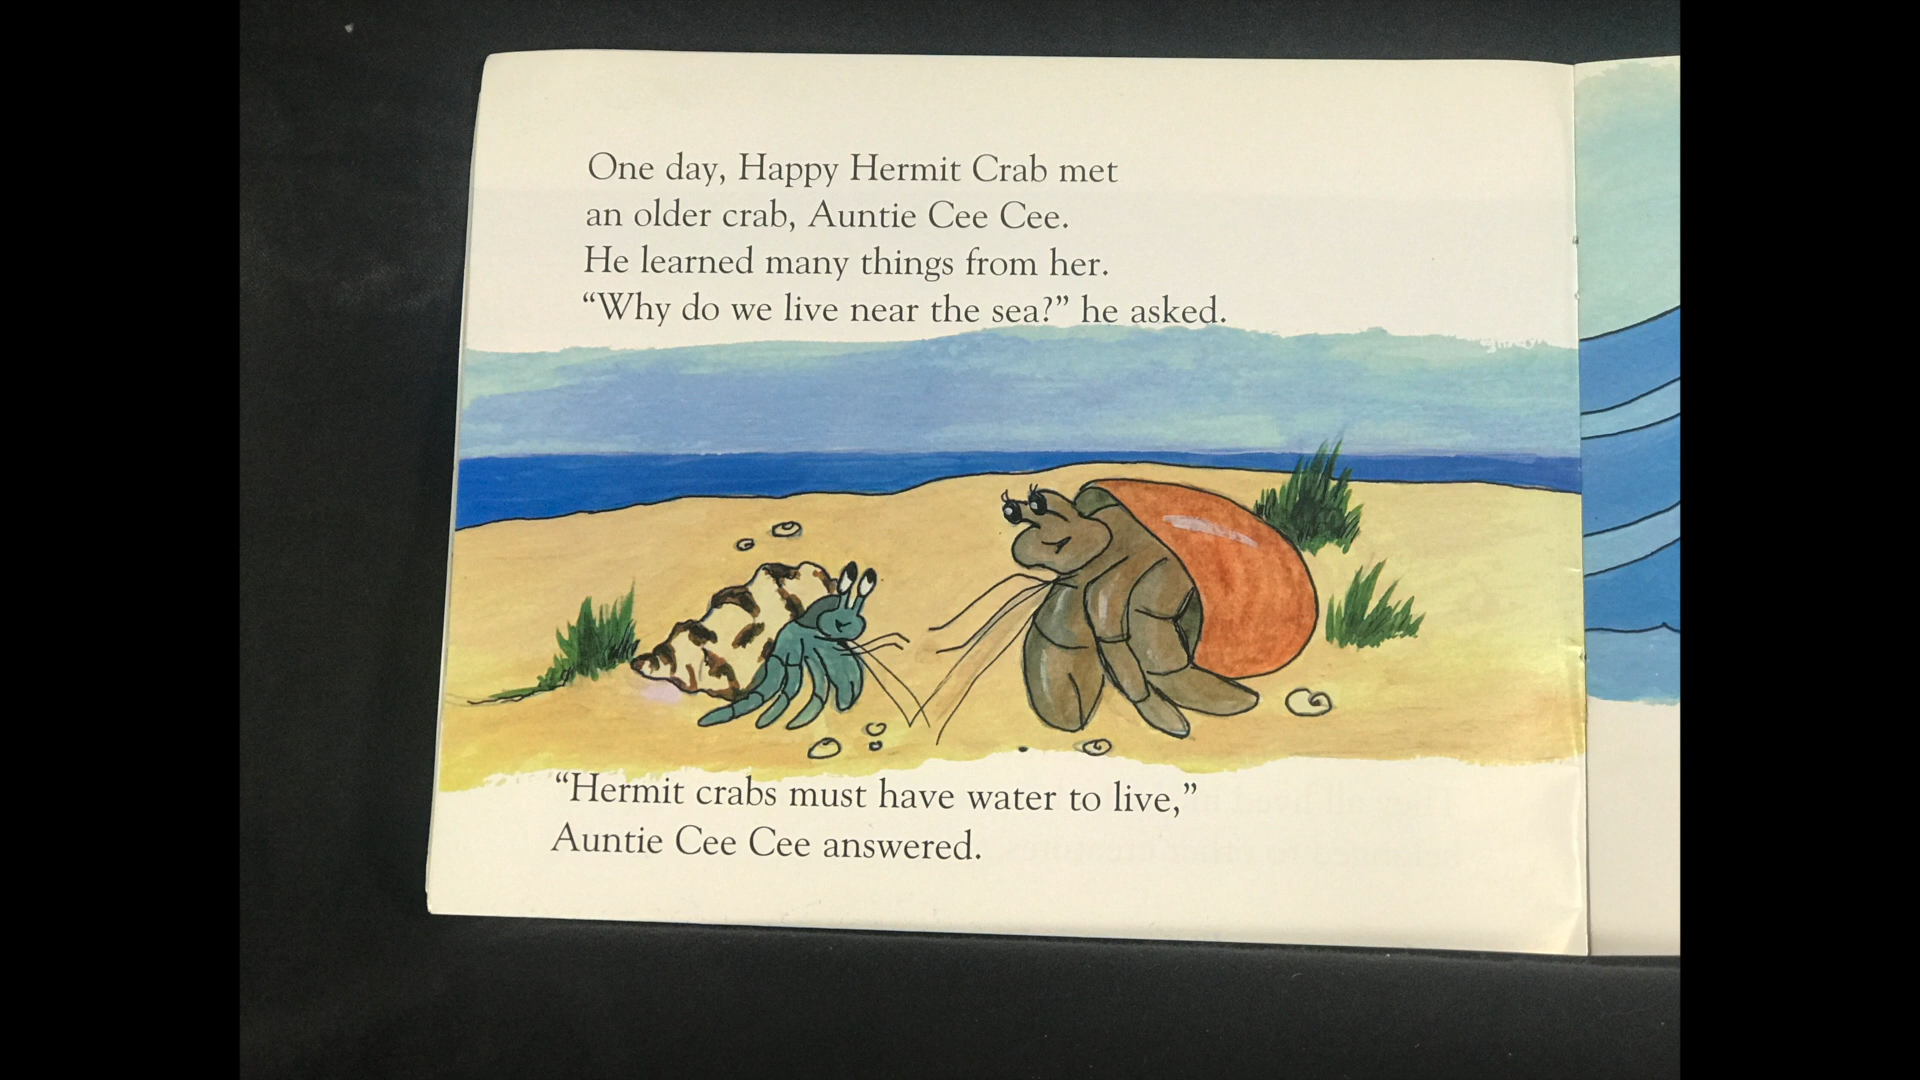 One day, Happy Hermit Crab met
an older crab, Auntie Cee Cee.
He learned many things from her.
“Why do we live near the sea?” he asked.
“Hermit crabs must have water to live,”
Auntie Cee Cee answered.